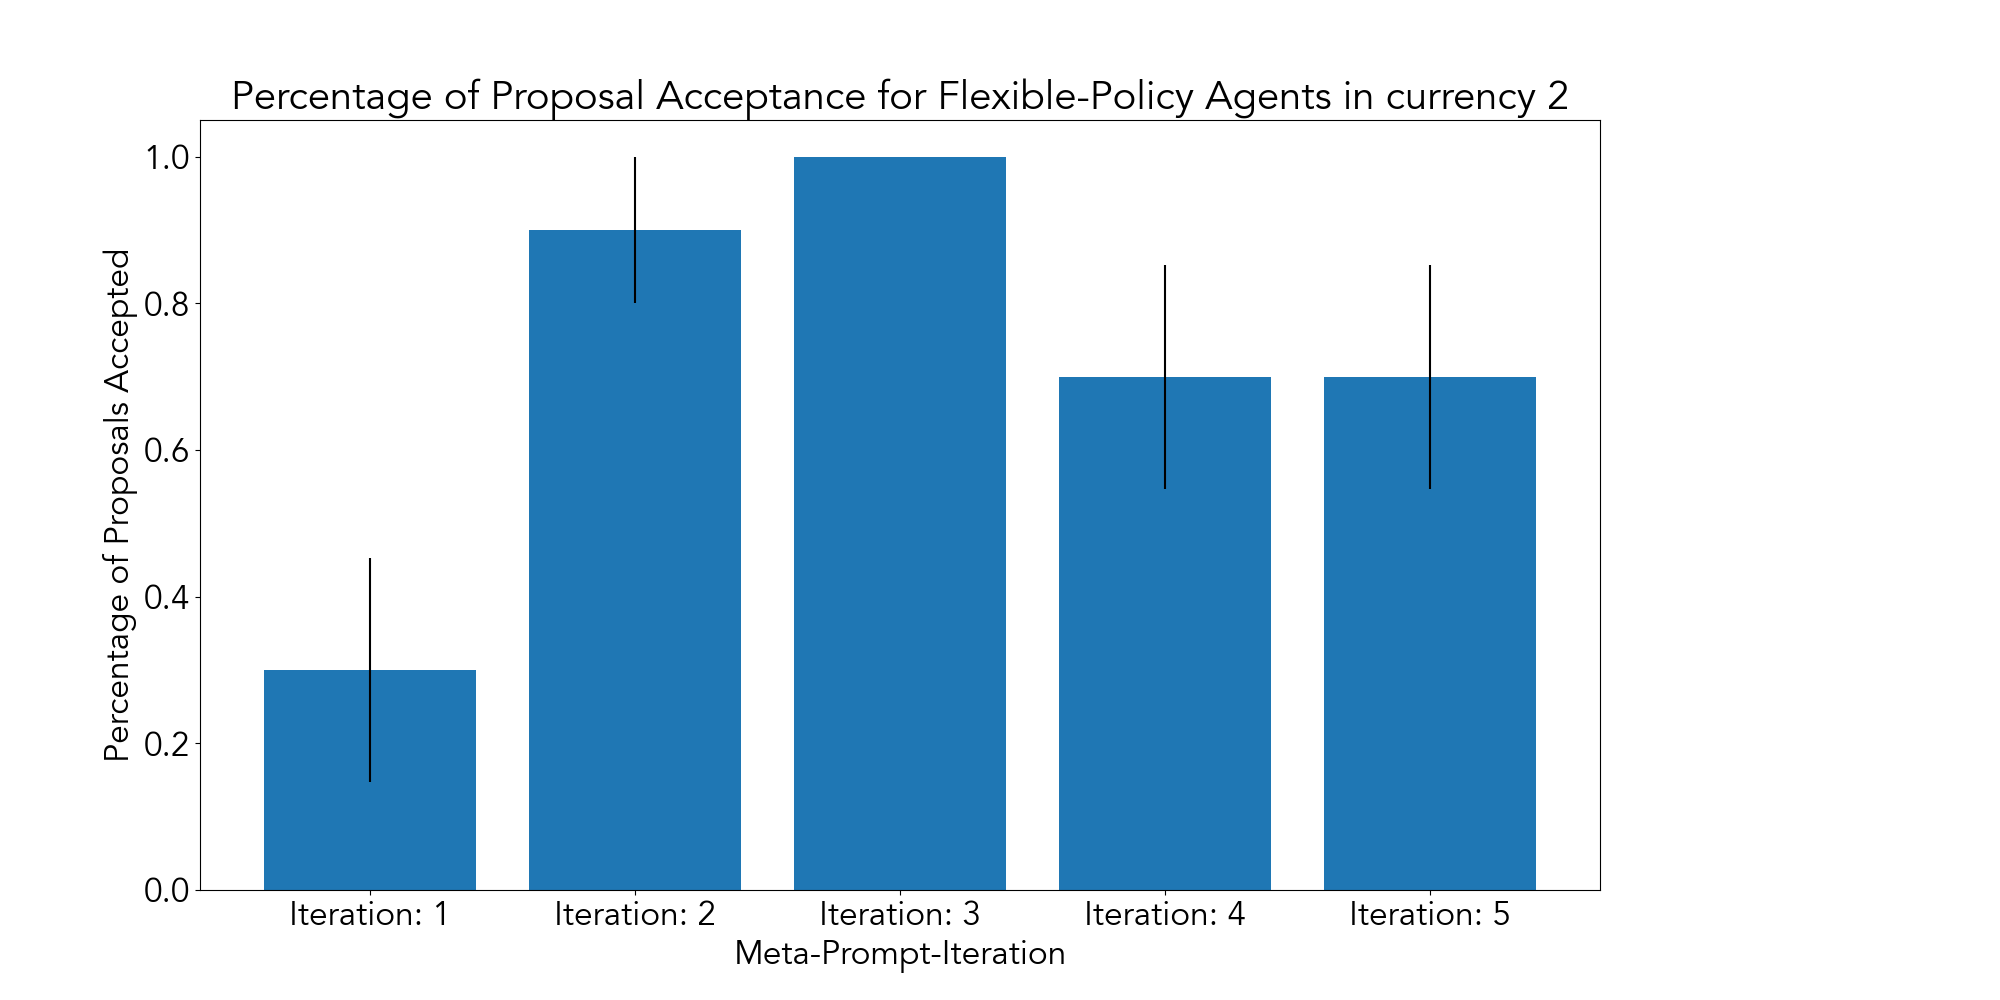 Percentage of Proposal Acceptance for Flexible-Policy Agents in currency 2
Percentage of Proposals Accepted
1.0
0.8
0.6
0.4
0.2
0.0
Iteration: 1
Iteration: 2
Iteration: 3
Iteration: 4
Iteration: 5
Meta-Prompt-Iteration